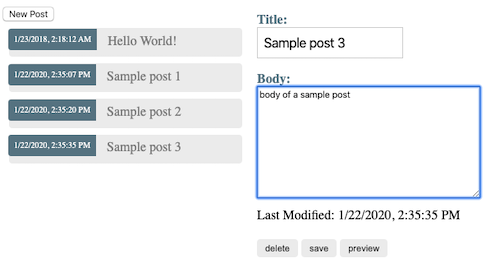 New Post
1/23/2018, 2:18:12 AM Hello World!
1/22/2020, 2:35:07 PM Sample post 1
1/22/2020, 2:35:20 PM Sample post 2
1/22/2020, 2:35:35 PM Sample post 3
Title:
Sample post 3
Body:
body of a sample post
Last Modified: 1/22/2020, 2:35:35 PM
delete save preview